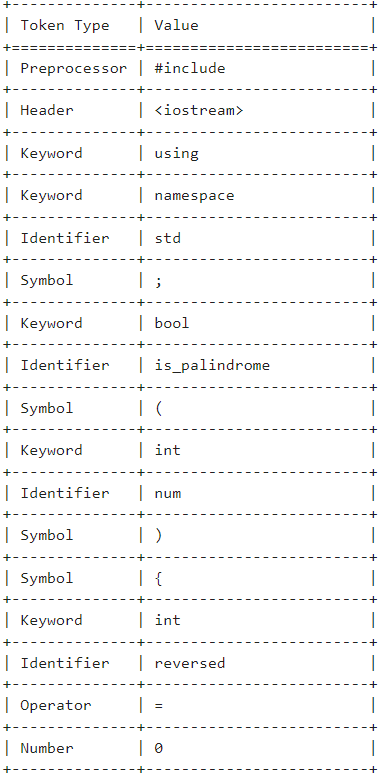 +--------------+-------------------------+
| Token Type   | Value                   |
+==============+=========================+
| Preprocessor | #include                |
+--------------+-------------------------+
| Header       | <iostream>              |
+--------------+-------------------------+
| Keyword      | using                   |
+--------------+-------------------------+
| Keyword      | namespace               |
+--------------+-------------------------+
| Identifier   | std                     |
+--------------+-------------------------+
| Symbol       | ;                       |
+--------------+-------------------------+
| Keyword      | bool                    |
+--------------+-------------------------+
| Identifier   | is_palindrome           |
+--------------+-------------------------+
| Symbol       | (                       |
+--------------+-------------------------+
| Keyword      | int                     |
+--------------+-------------------------+
| Identifier   | num                     |
+--------------+-------------------------+
| Symbol       | )                       |
+--------------+-------------------------+
| Symbol       | {                       |
+--------------+-------------------------+
| Keyword      | int                     |
+--------------+-------------------------+
| Identifier   | reversed                |
+--------------+-------------------------+
| Operator     | =                       |
+--------------+-------------------------+
| Number       | 0                       |
+--------------+-------------------------+